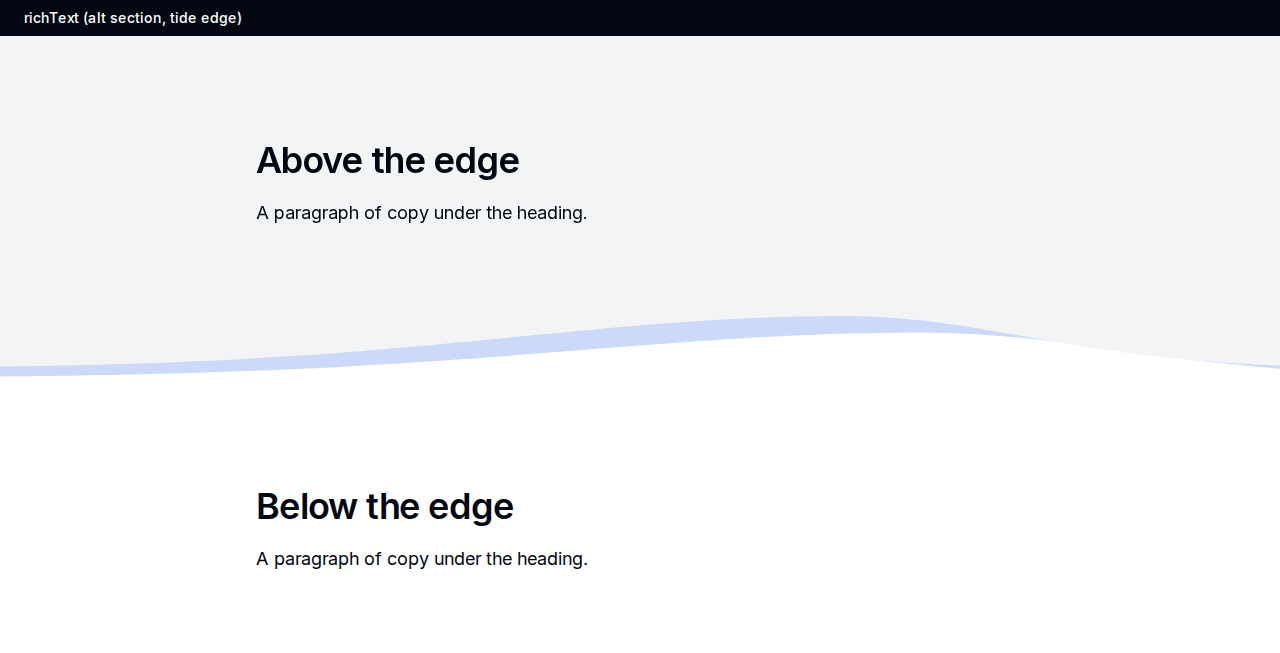 richText (alt section, tide edge)
Above the edge
A paragraph of copy under the heading.
Below the edge
A paragraph of copy under the heading.